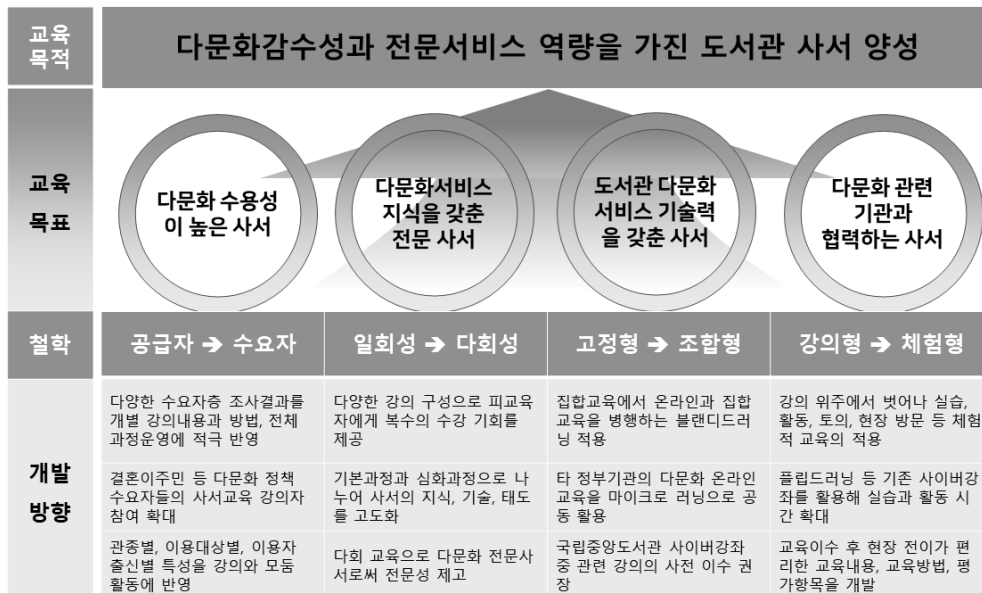 교육
목적
다문화감수성과 전문서비스 역량을 가진 도서관 사서 양성
교육
목표
다문화 수용성
이 높은 사서
다문화서비스
지식을 갖춘
전문 사서
도서관 다문화
서비스 기술력
을 갖춘 사서
다문화 관련
기관과
협력하는 사서
철학
공급자 ➔ 수요자
일회성 ➔ 다회성
고정형 ➔ 조합형
강의형 ➔ 체험형
개발
방향
다양한 수요자층 조사결과를
개별 강의내용과 방법, 전체
과정운영에 적극 반영
다양한 강의 구성으로 피교육
자에게 복수의 수강 기회를
제공
집합교육에서 온라인과 집합
교육을 병행하는 블랜디드러
닝 적용
강의 위주에서 벗어나 실습,
활동, 토의, 현장 방문 등 체험
적 교육의 적용
결혼이주민 등 다문화 정책
수요자들의 사서교육 강의자
참여 확대
기본과정과 심화과정으로 나
누어 사서의 지식, 기술, 태도
를 고도화
타 정부기관의 다문화 온라인
교육을 마이크로 러닝으로 공
동 활용
플립드러닝 등 기존 사이버강
좌를 활용해 실습과 활동 시
간 확대
관종별, 이용대상별, 이용자
출신별 특성을 강의와 모둠
활동에 반영
다회 교육으로 다문화 전문사
서로써 전문성 제고
국립중앙도서관 사이버강좌
중 관련 강의의 사전 이수 권
장
교육이수 후 현장 전이가 편
리한 교육내용, 교육방법, 평
가항목을 개발